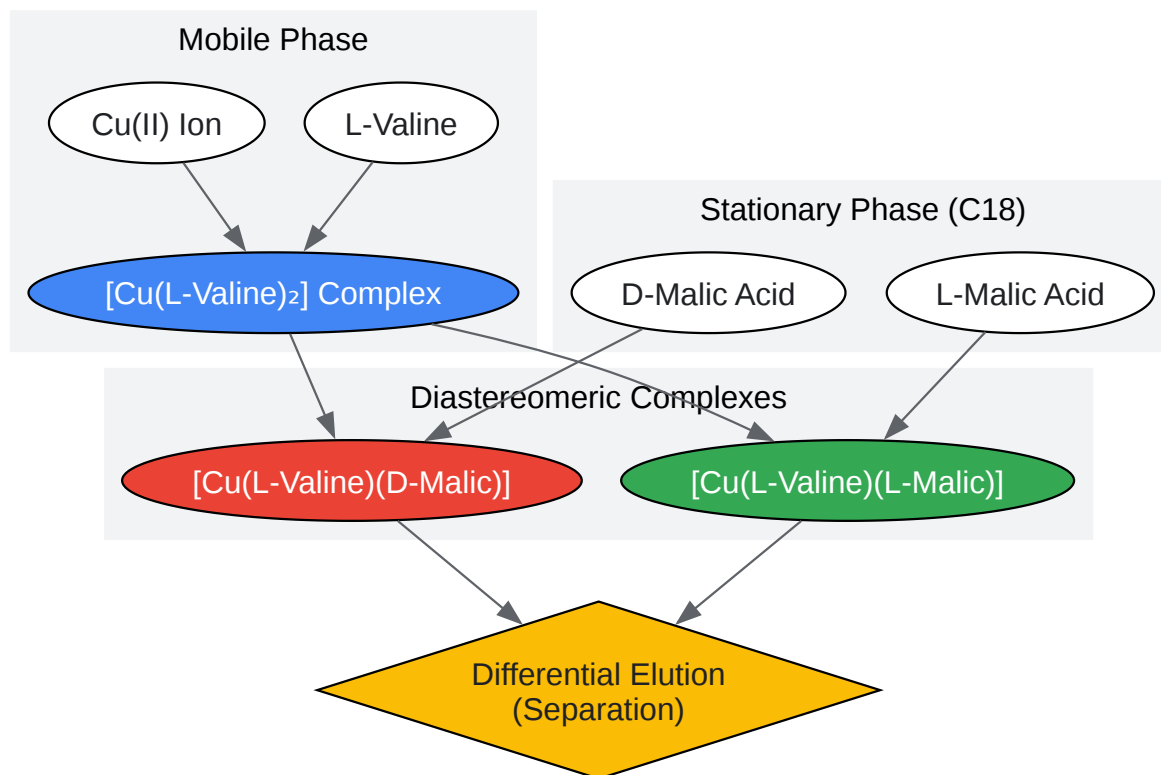 Mobile Phase
Cu(II) Ion
L-Valine
[Cu(L-Valine)₂] Complex
Stationary Phase (C18)
D-Malic Acid
L-Malic Acid
Diastereomeric Complexes
[Cu(L-Valine)(D-Malic)]
[Cu(L-Valine)(L-Malic)]
Differential Elution
(Separation)